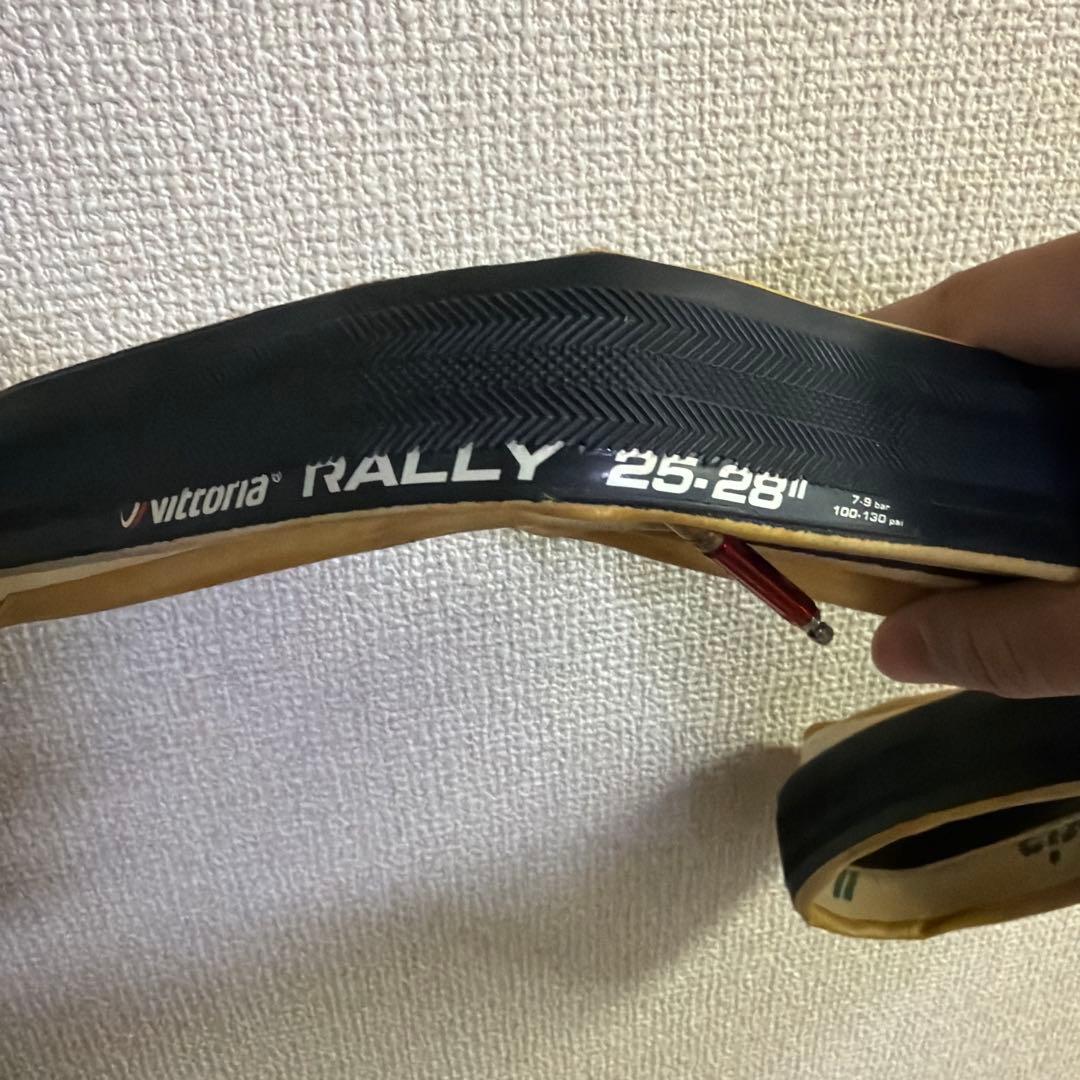 vittoria® RALLY 25-28"
7-9 bar
100-130 psi